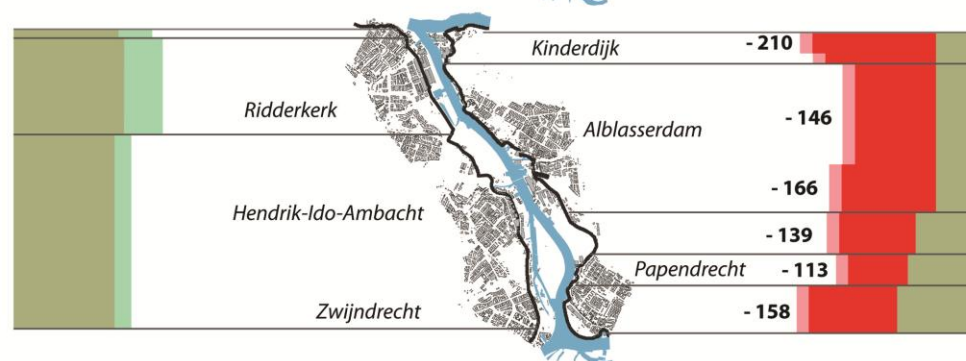 Kinderdijk
- 210
Ridderkerk
Alblasserdam
- 146
- 166
Hendrik-Ido-Ambacht
- 139
Papendrecht
- 113
Zwijndrecht
- 158